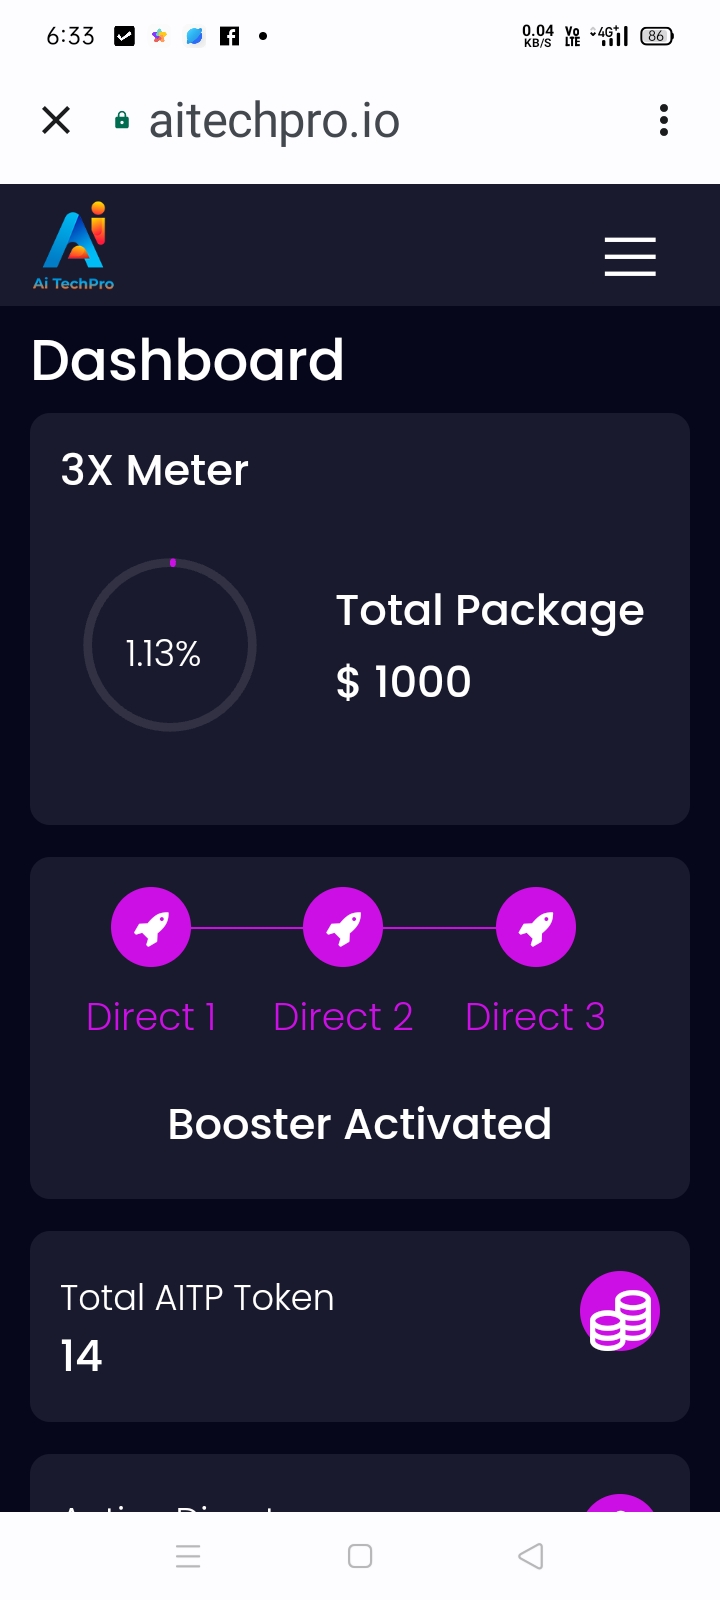 6:33
0.04 KB/S
Vo LTE
4G+
86
aitechpro.io
Ai TechPro
Dashboard
3X Meter
1.13%
Total Package
$ 1000
Direct 1 Direct 2 Direct 3
Booster Activated
Total AITP Token
14